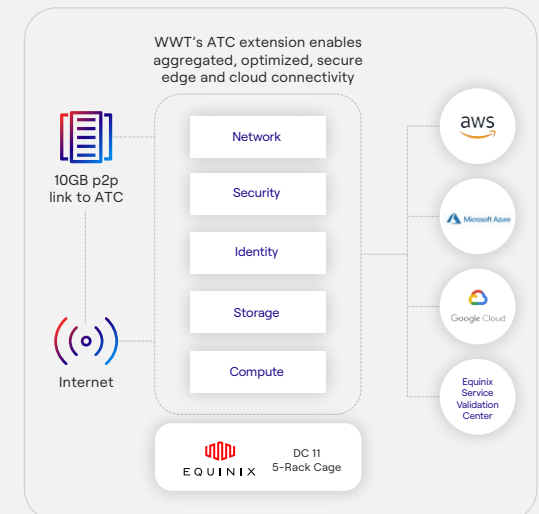 WWT's ATC extension enables
aggregated, optimized, secure
edge and cloud connectivity
10GB p2p
link to ATC
Internet
Network
Security
Identity
Storage
Compute
aws
Microsoft Azure
Google Cloud
Equinix
Service
Validation
Center
EQUINIX
DC 11
5-Rack Cage